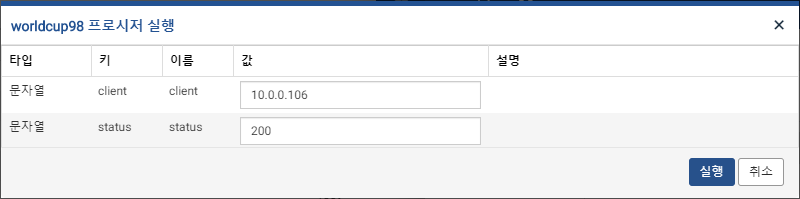 worldcup98 프로시저 실행 ×
타입 키 이름 값 설명
문자열 client client 10.0.0.106
문자열 status status 200
실행 취소